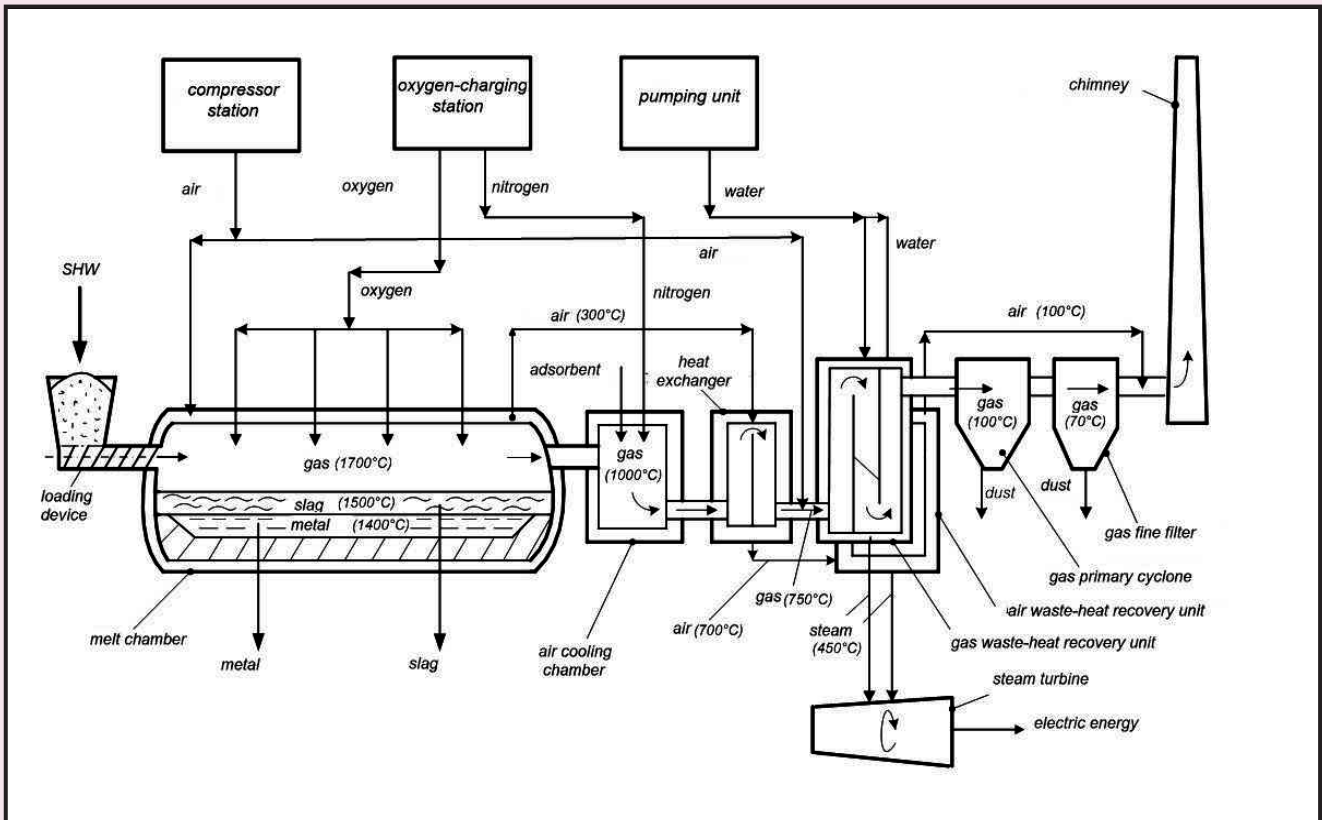 compressor
station
oxygen-charging
station
pumping unit
chimney
air
oxygen
nitrogen
water
water
air
SHW
oxygen
nitrogen
air (300°C)
air (100°C)
adsorbent
heat
exchanger
gas (1700°C)
gas
(1000°C)
gas
(100°C)
gas
(70°C)
slag (1500°C)
metal (1400°C)
loading
device
dust
dust
gas fine filter
gas primary cyclone
gas (750°C)
air (700°C)
steam
(450°C)
air waste-heat recovery unit
gas waste-heat recovery unit
melt chamber
metal
slag
air cooling
chamber
steam turbine
electric energy